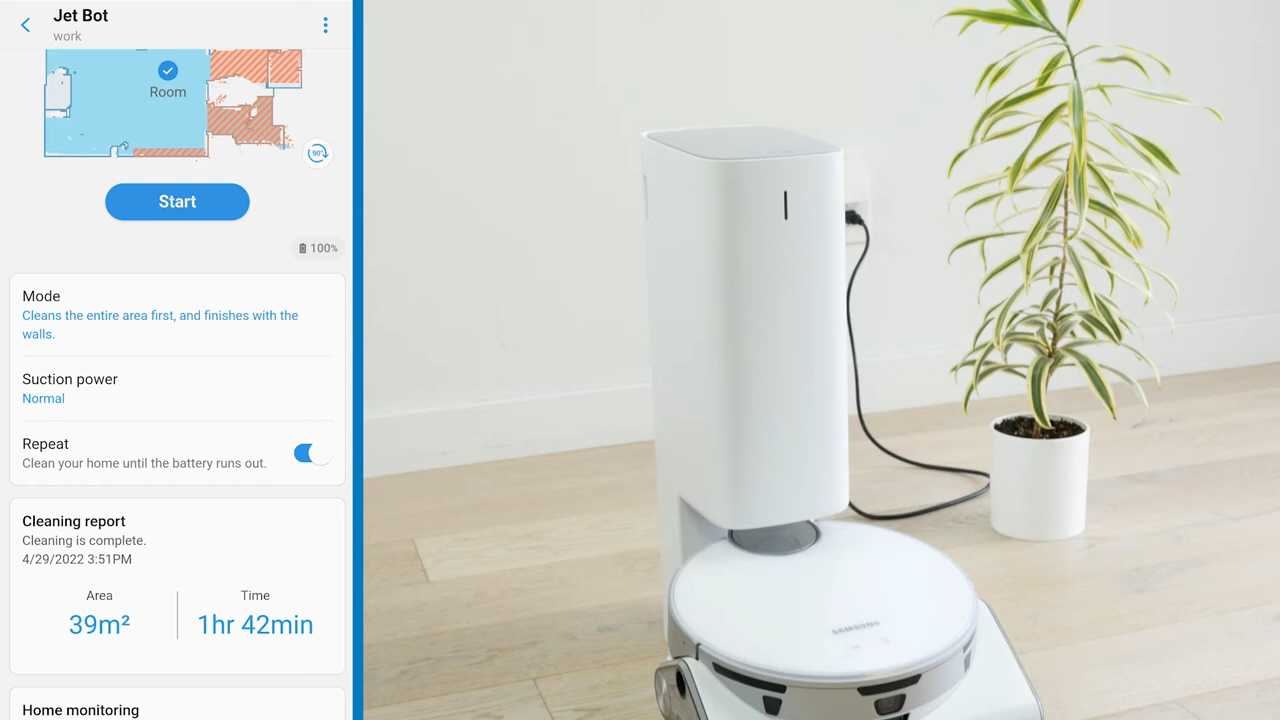 Jet Bot
work
Room
90°
Start
100%
Mode
Cleans the entire area first, and finishes with the
walls.
Suction power
Normal
Repeat
Clean your home until the battery runs out.
Cleaning report
Cleaning is complete.
4/29/2022 3:51PM
Area
Time
39m²
1hr 42min
Home monitoring
SAMSUNG